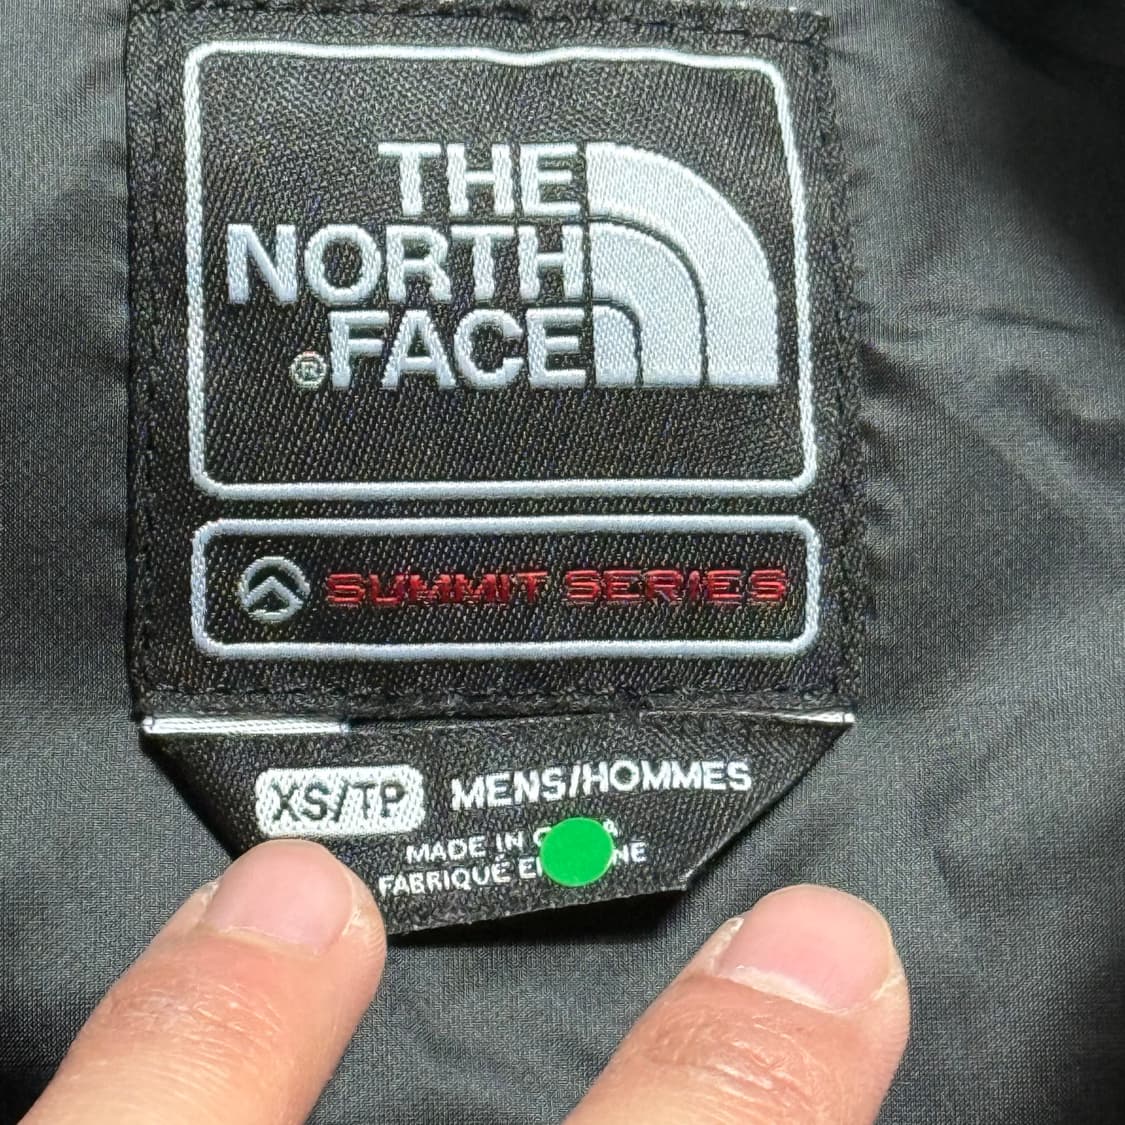 THE
NORTH
FACE
®
SUMMIT SERIES
XS/TP MENS/HOMMES
MADE IN
FABRIQUÉ